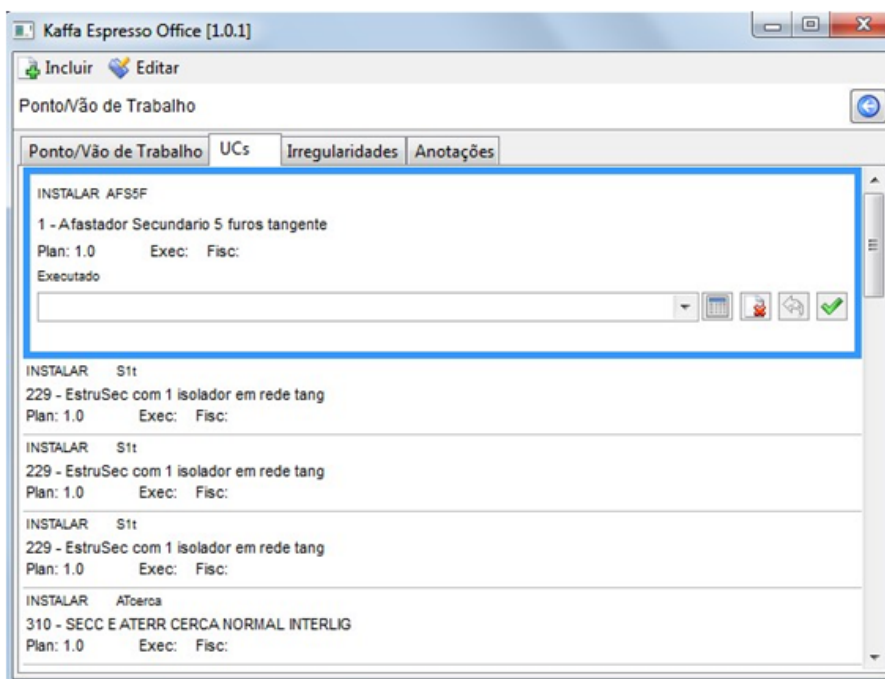 Kaffa Espresso Office [1.0.1]
Incluir Editar
Ponto/Vão de Trabalho
Ponto/Vão de Trabalho UCs Irregularidades Anotações
INSTALAR AFS5F
1 - Afastador Secundario 5 furos tangente
Plan: 1.0 Exec: Fisc:
Executado
INSTALAR S1t
229 - EstruSec com 1 isolador em rede tang
Plan: 1.0 Exec: Fisc:
INSTALAR S1t
229 - EstruSec com 1 isolador em rede tang
Plan: 1.0 Exec: Fisc:
INSTALAR S1t
229 - EstruSec com 1 isolador em rede tang
Plan: 1.0 Exec: Fisc:
INSTALAR ATcerca
310 - SECC E ATERR CERCA NORMAL INTERLIG
Plan: 1.0 Exec: Fisc: